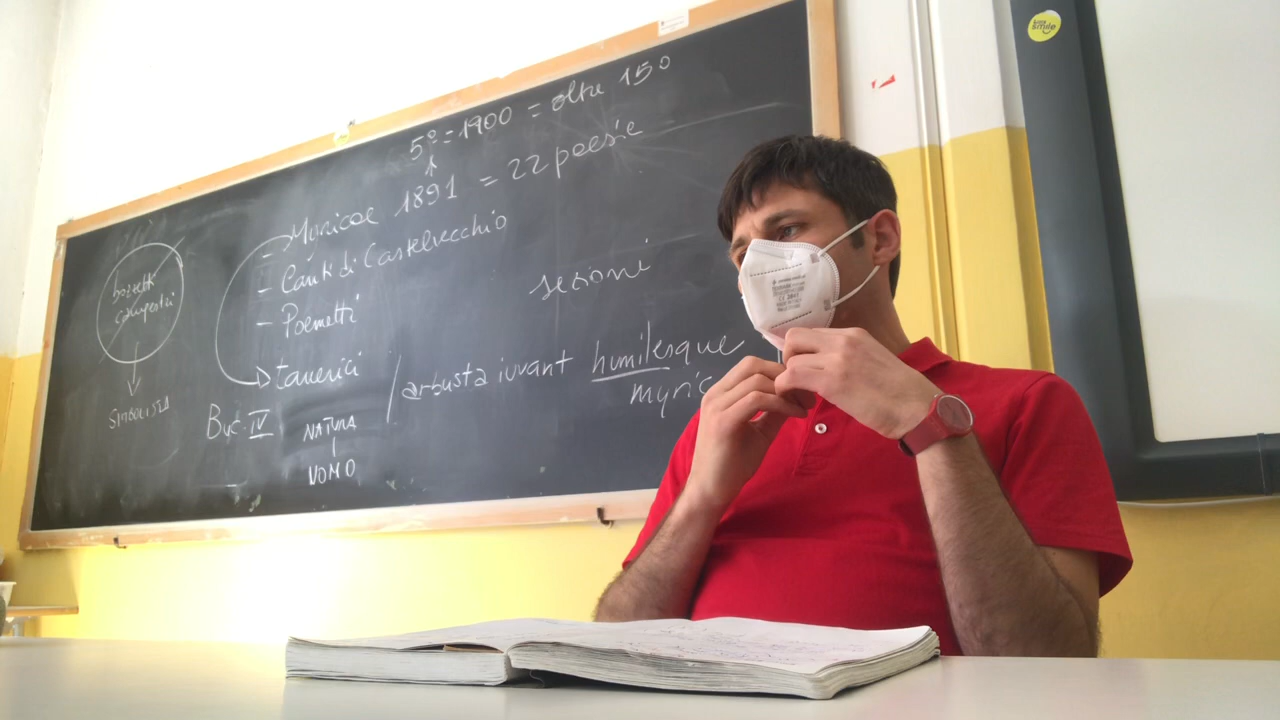 5° = 1900 = oltre 150
- Myricae 1891 = 22 poesie
- Canti di Castelvecchio
- Poemetti
sezioni
bozzetti
campestri
SIMBOLISTA
tamerici
arbusta iuvant humilesque
myric
Buc. IV
NATURA
UOMO